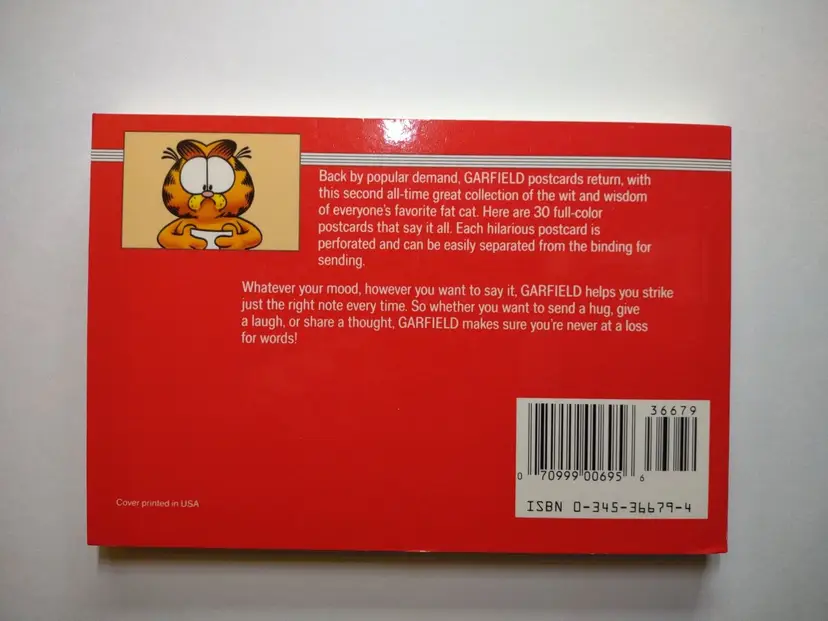 Back by popular demand, GARFIELD postcards return, with
this second all-time great collection of the wit and wisdom
of everyone's favorite fat cat. Here are 30 full-color
postcards that say it all. Each hilarious postcard is
perforated and can be easily separated from the binding for
sending.
Whatever your mood, however you want to say it, GARFIELD helps you strike
just the right note every time. So whether you want to send a hug, give
a laugh, or share a thought, GARFIELD makes sure you're never at a loss
for words!
36679
0 70999 00695 6
ISBN 0-345-36679-4
Cover printed in USA